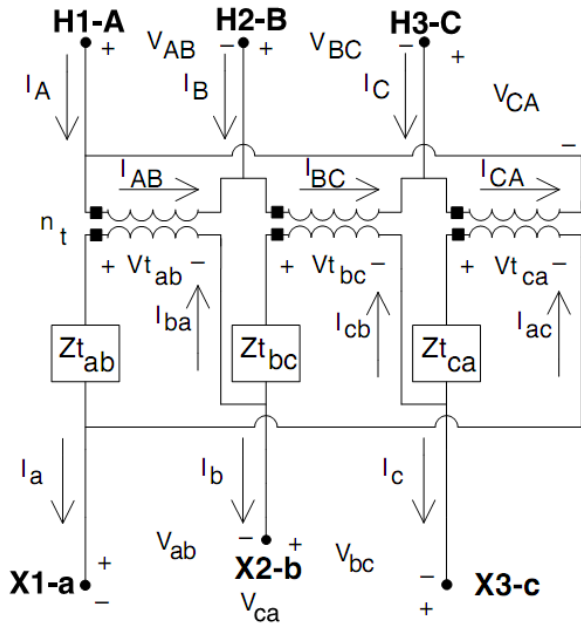 H1-A H2-B H3-C
+ V_AB − + V_BC − +
I_A I_B I_C
V_CA
−
I_AB I_BC I_CA
n_t
+ Vt_ab − + Vt_bc − + Vt_ca −
I_ba I_cb I_ac
Zt_ab Zt_bc Zt_ca
I_a I_b I_c
+ V_ab − + V_bc −
X1-a X2-b X3-c
− V_ca +